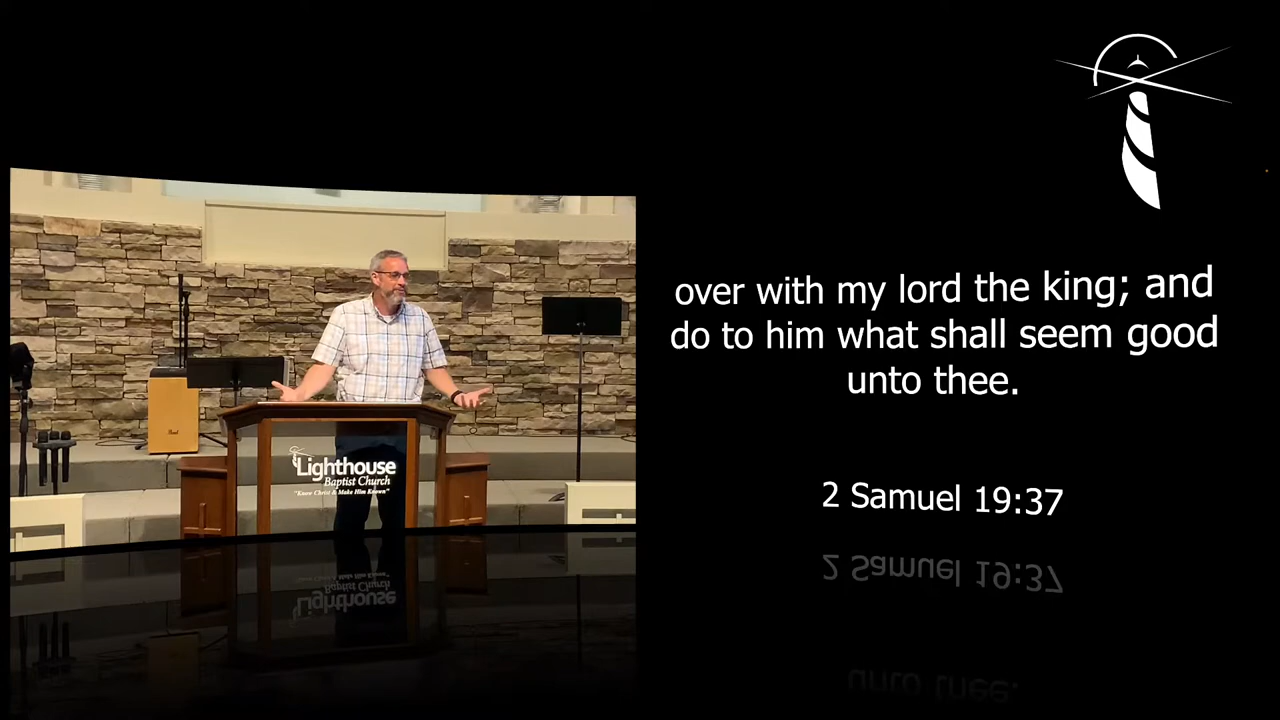 over with my lord the king; and
do to him what shall seem good
unto thee.
2 Samuel 19:37
Lighthouse
Baptist Church
"Know Christ & Make Him Known"